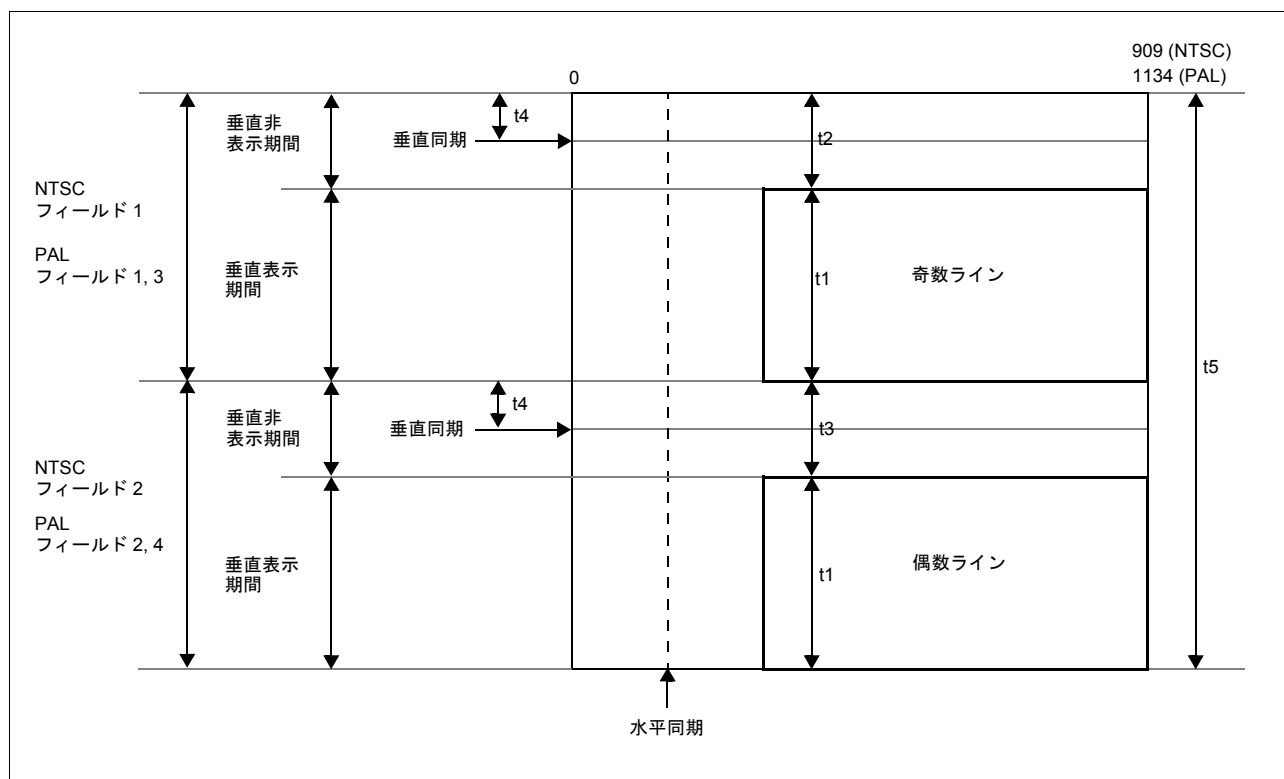 909 (NTSC)
1134 (PAL)
0
t4
垂直非
表示期間
垂直同期
t2
NTSC
フィールド 1
PAL
フィールド 1, 3
垂直表示
期間
t1
奇数ライン
t5
t4
垂直非
表示期間
垂直同期
t3
NTSC
フィールド 2
PAL
フィールド 2, 4
垂直表示
期間
t1
偶数ライン
水平同期